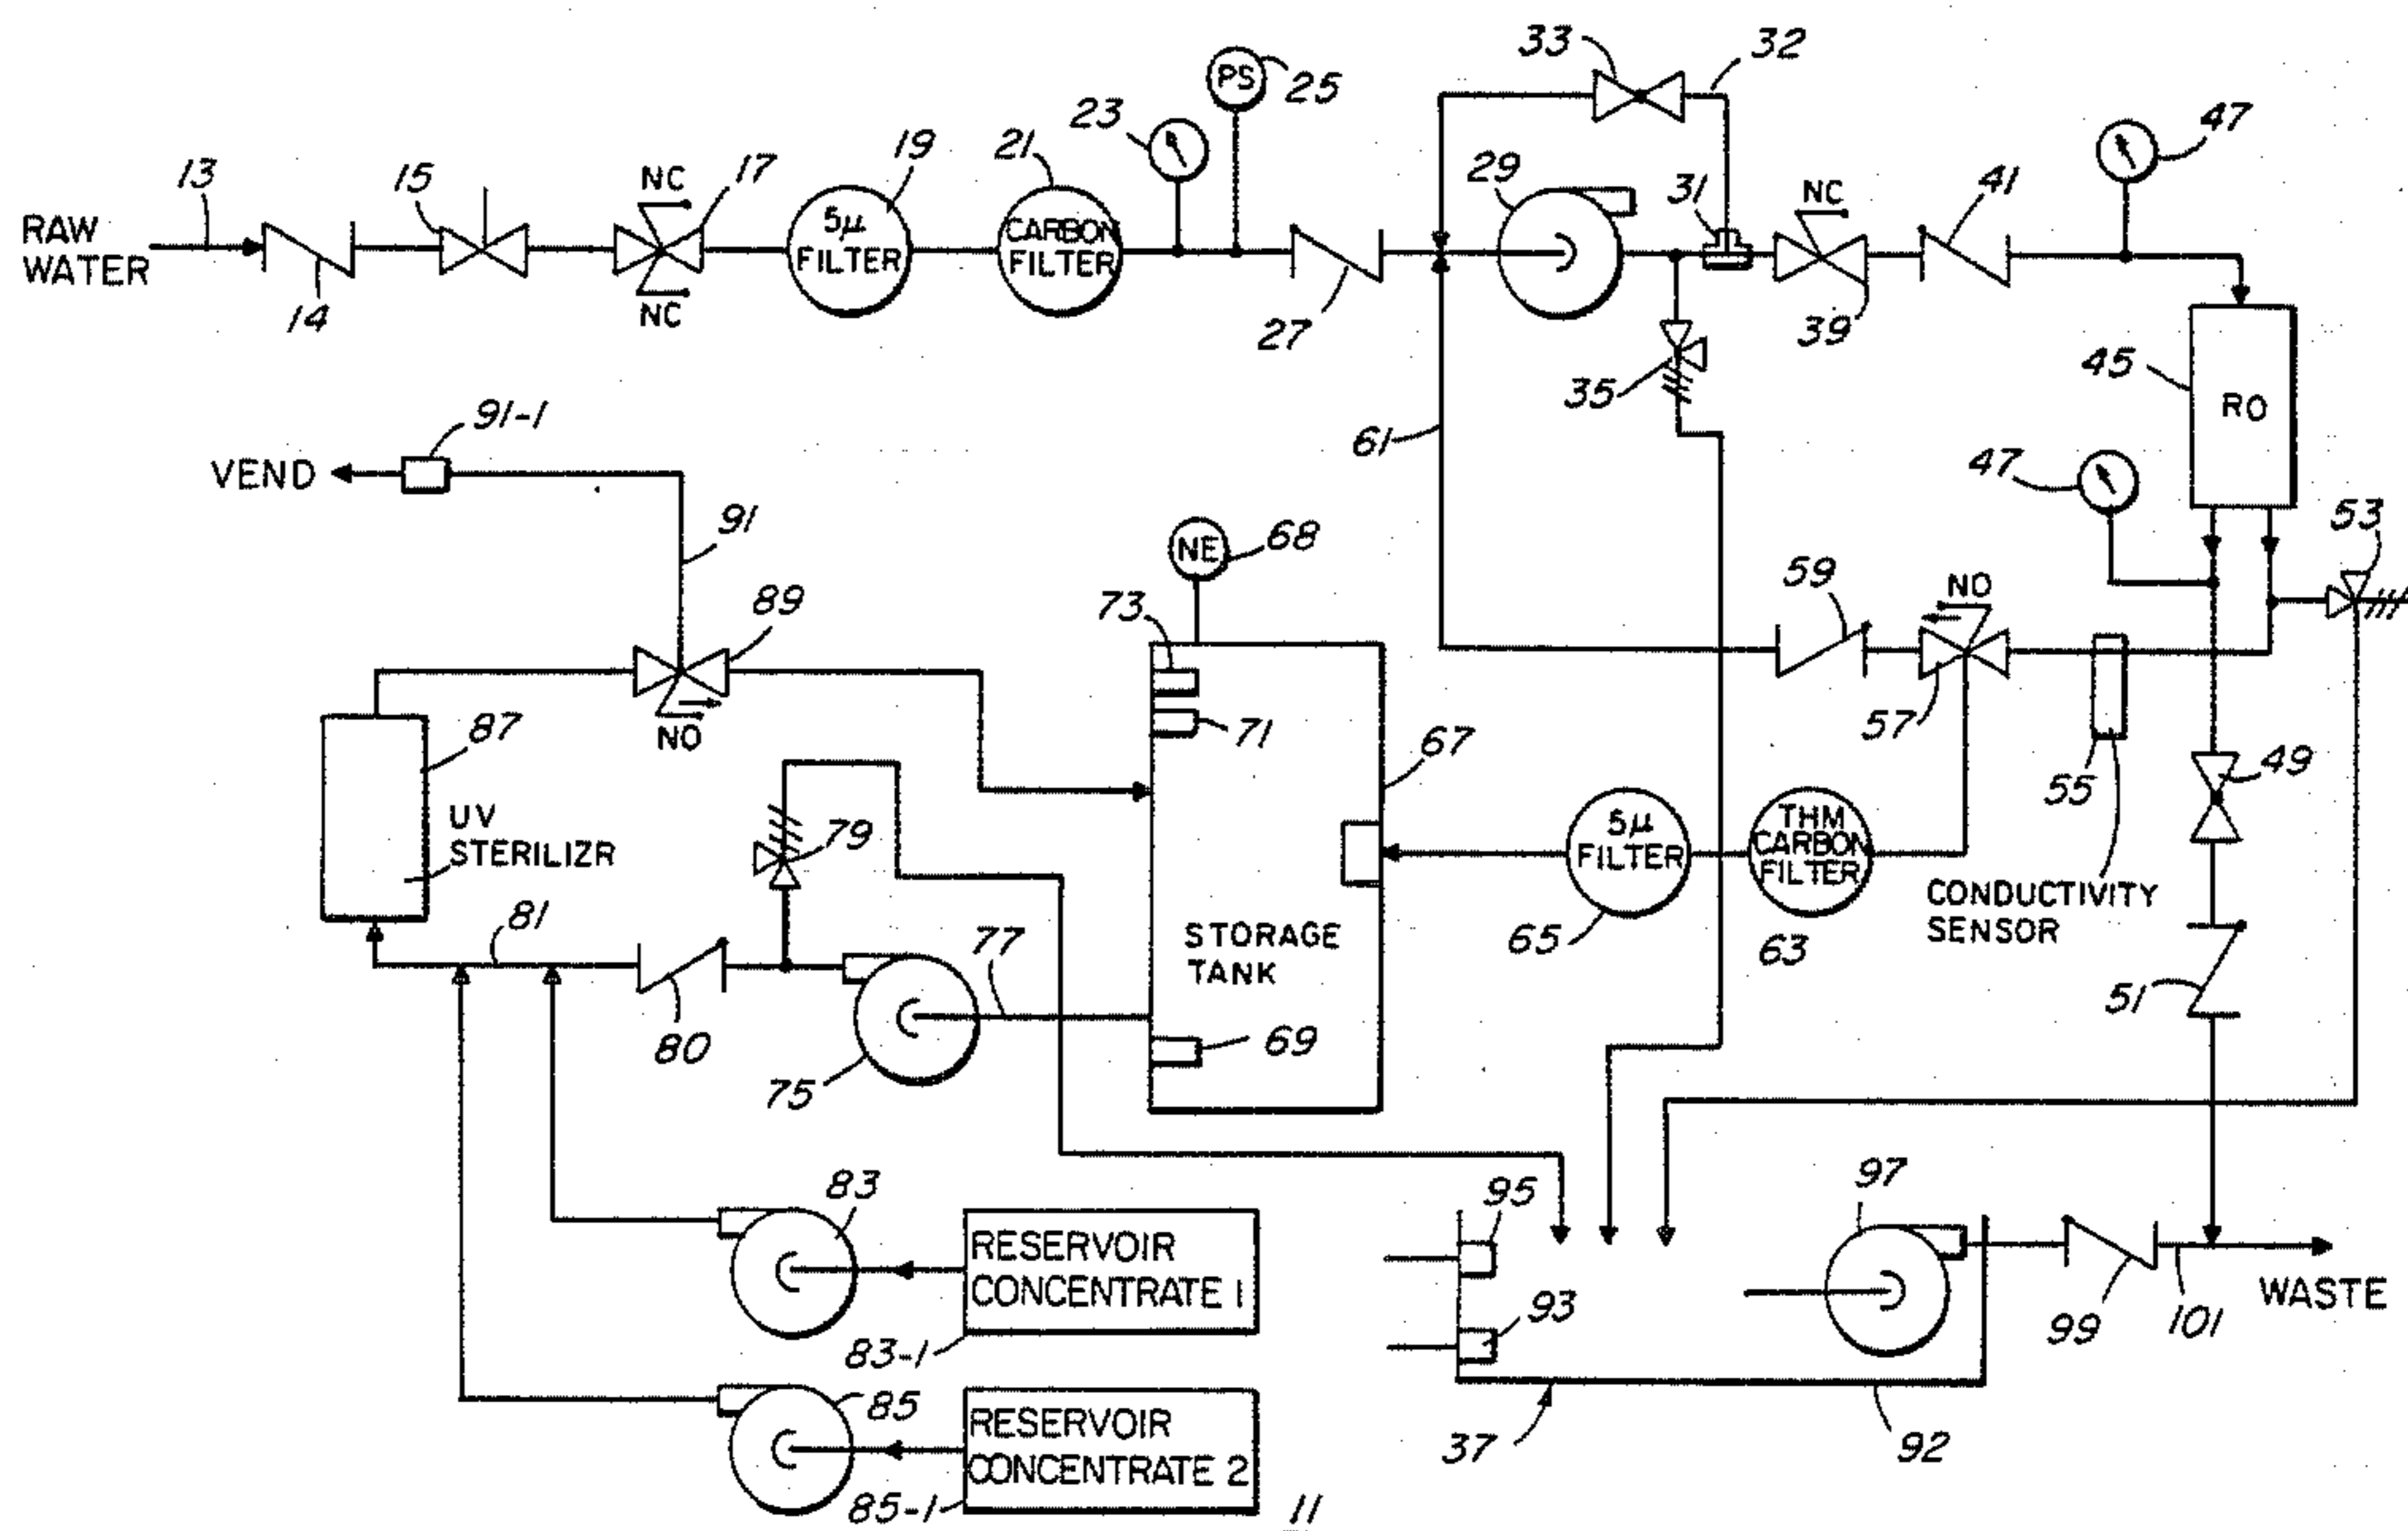 33
32
PS
25
23
47
13
15
NC
17
19
21
29
31
NC
41
RAW
WATER
5μ
FILTER
CARBON
FILTER
14
NC
27
35
39
45
RO
91-1
VEND
61
47
53
91
NE
68
59
NO
89
73
71
67
57
55
49
87
NO
UV
STERILIZR
79
5μ
FILTER
THM
CARBON
FILTER
CONDUCTIVITY
SENSOR
81
77
STORAGE
TANK
65
63
51
80
75
69
83
95
97
RESERVOIR
CONCENTRATE 1
93
WASTE
83-1
99
101
85
RESERVOIR
CONCENTRATE 2
37
92
85-1
11